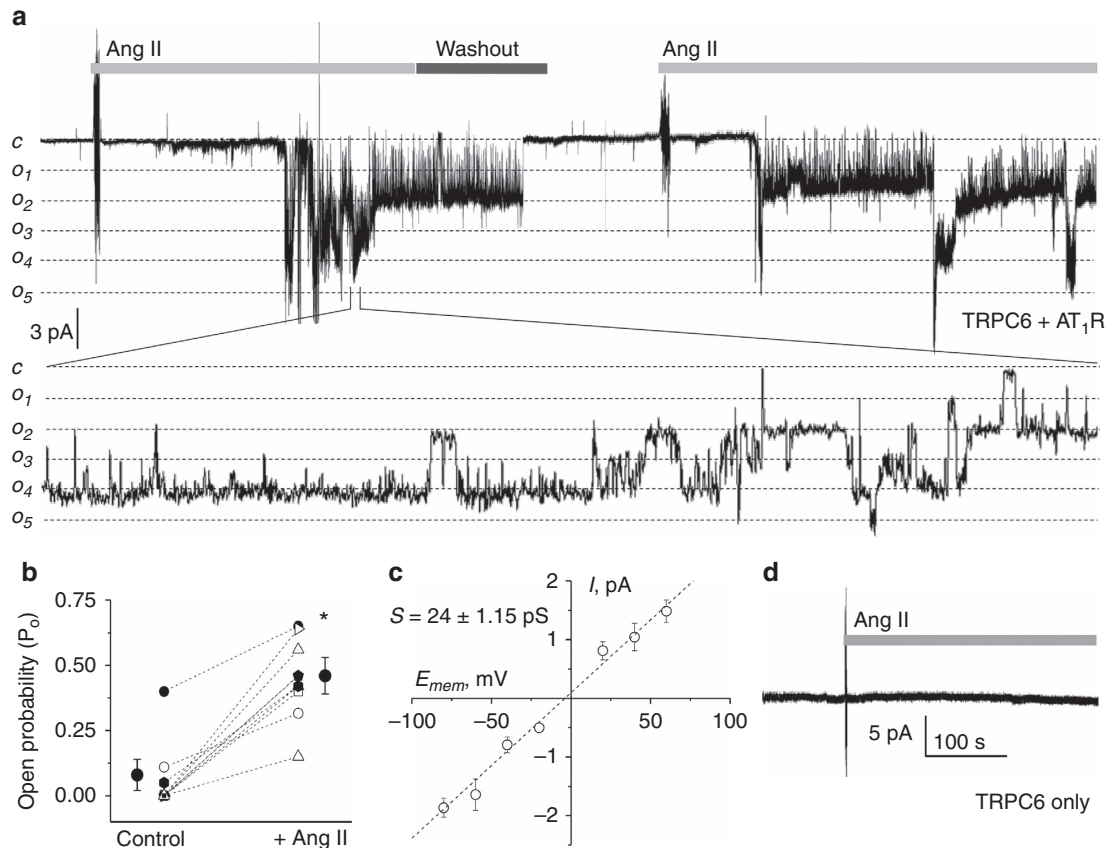 a
Ang II
Washout
Ang II
c
o1
o2
o3
o4
o5
3 pA
TRPC6 + AT1R
c
o1
o2
o3
o4
o5
b
Open probability (Po)
0.75
0.50
0.25
0.00
Control
+ Ang II
*
c
I, pA
S = 24 ± 1.15 pS
Emem, mV
2
1
–1
–2
–100
–50
50
100
d
Ang II
5 pA
100 s
TRPC6 only